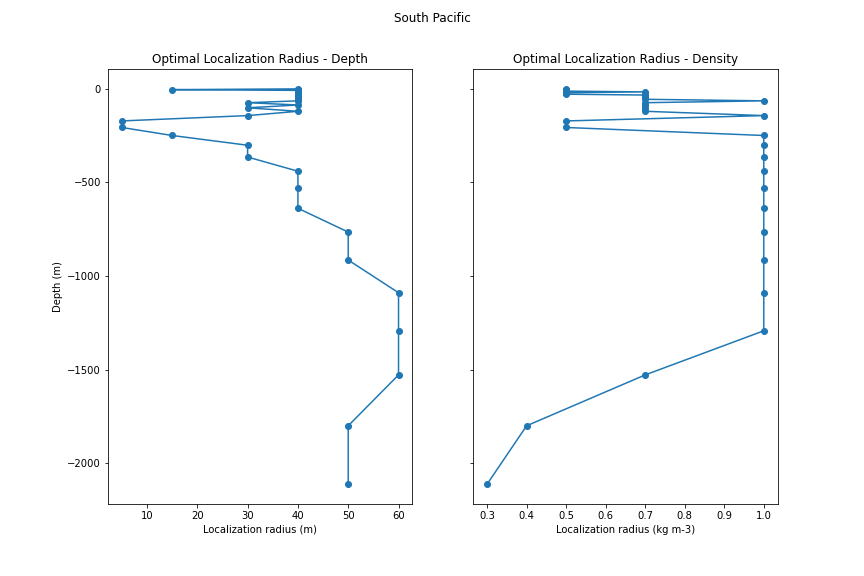 South Pacific
Optimal Localization Radius - Depth
Optimal Localization Radius - Density
Depth (m)
0
−500
−1000
−1500
−2000
10 20 30 40 50 60
Localization radius (m)
0.3 0.4 0.5 0.6 0.7 0.8 0.9 1.0
Localization radius (kg m-3)